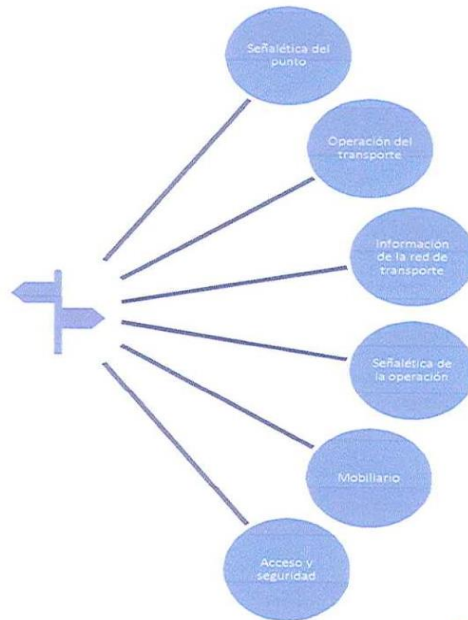 Señalética del
punto
Operación del
transporte
Información
de la red de
transporte
Señalética de
la operación
Mobiliario
Acceso y
seguridad